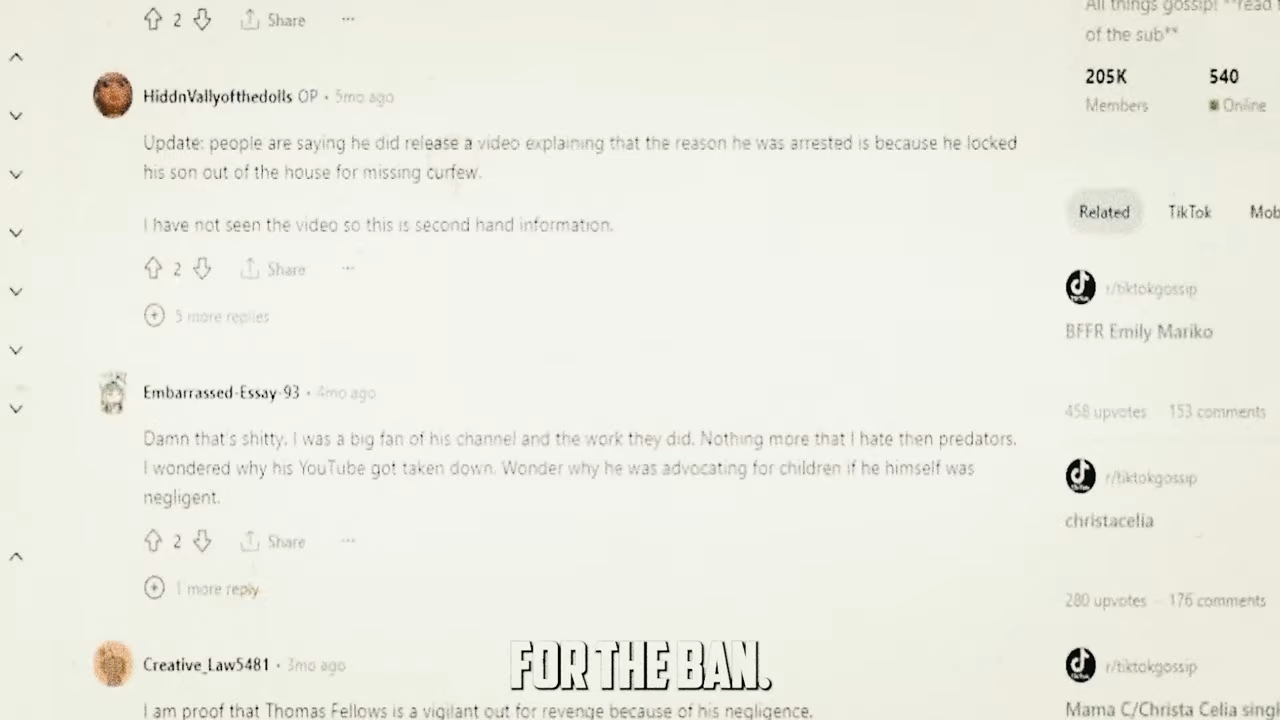 2 Share ...
All things gossip! **read t
of the sub**
205K 540
Members Online
HiddnVallyofthedolls OP • 5mo ago
Update: people are saying he did release a video explaining that the reason he was arrested is because he locked
his son out of the house for missing curfew.
I have not seen the video so this is second hand information.
2 Share ...
5 more replies
Embarrassed-Essay-93 • 4mo ago
Damn that's shitty. I was a big fan of his channel and the work they did. Nothing more that I hate then predators.
I wondered why his YouTube got taken down. Wonder why he was advocating for children if he himself was
negligent.
2 Share ...
1 more reply
Creative_Law5481 • 3mo ago
I am proof that Thomas Fellows is a vigilant out for revenge because of his negligence.
FOR THE BAN.
Related TikTok Mob
r/tiktokgossip
BFFR Emily Mariko
458 upvotes · 153 comments
r/tiktokgossip
christacelia
280 upvotes · 176 comments
r/tiktokgossip
Mama C/Christa Celia singl